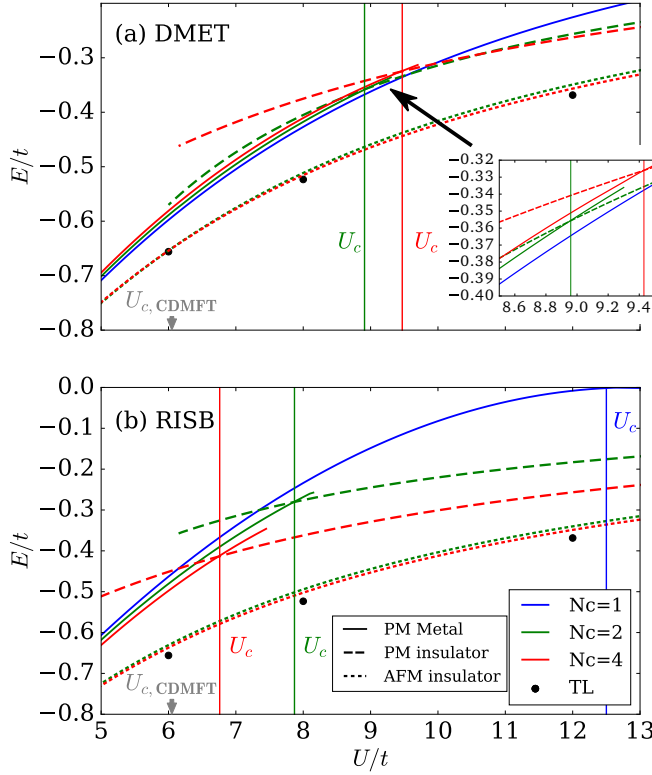 (a) DMET
E/t
−0.3
−0.4
−0.5
−0.6
−0.7
−0.8
U_c
U_c
U_{c, CDMFT}
−0.32
−0.33
−0.34
−0.35
−0.36
−0.37
−0.38
−0.39
−0.40
8.6 8.8 9.0 9.2 9.4
(b) RISB
E/t
0.0
−0.1
−0.2
−0.3
−0.4
−0.5
−0.6
−0.7
−0.8
U_c
U_c
U_c
U_{c, CDMFT}
PM Metal
PM insulator
AFM insulator
Nc=1
Nc=2
Nc=4
TL
5 6 7 8 9 10 11 12 13
U/t